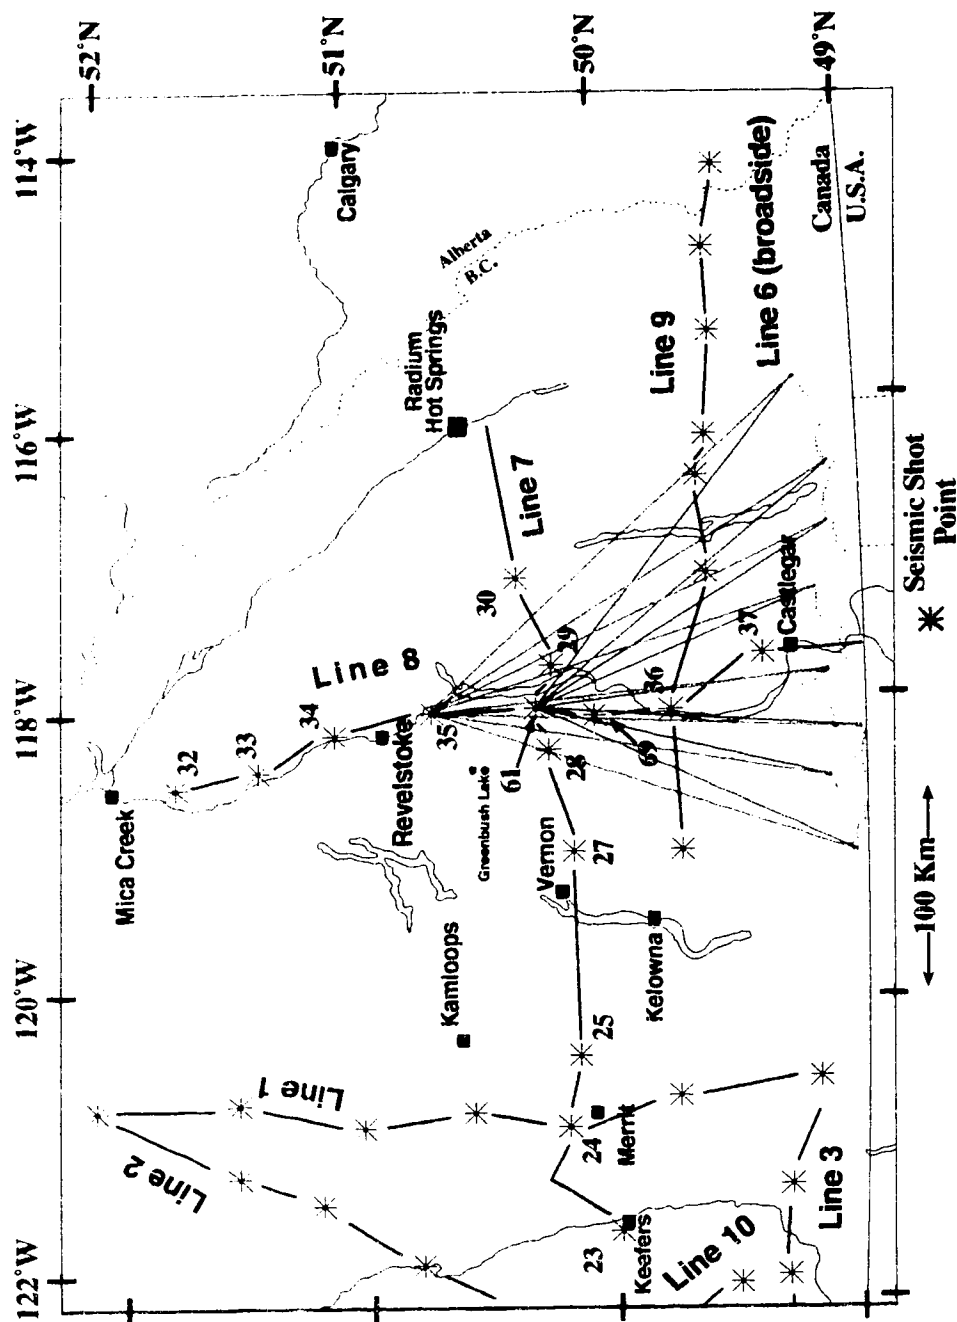 122°W
120°W
118°W
116°W
114°W
52°N
51°N
50°N
49°N
Mica Creek
32
33
34
Line 8
Revelstoke
35
Greenbush Lake
Kamloops
Calgary
Alberta
B.C.
Radium
Hot Springs
Line 7
30
29
61
28
27
Vernon
69
36
37
Castlegar
Kelowna
25
24
Merritt
23
Keefers
Line 1
Line 2
Line 3
Line 10
Line 9
Line 6 (broadside)
Canada
U.S.A.
100 Km
Seismic Shot
Point